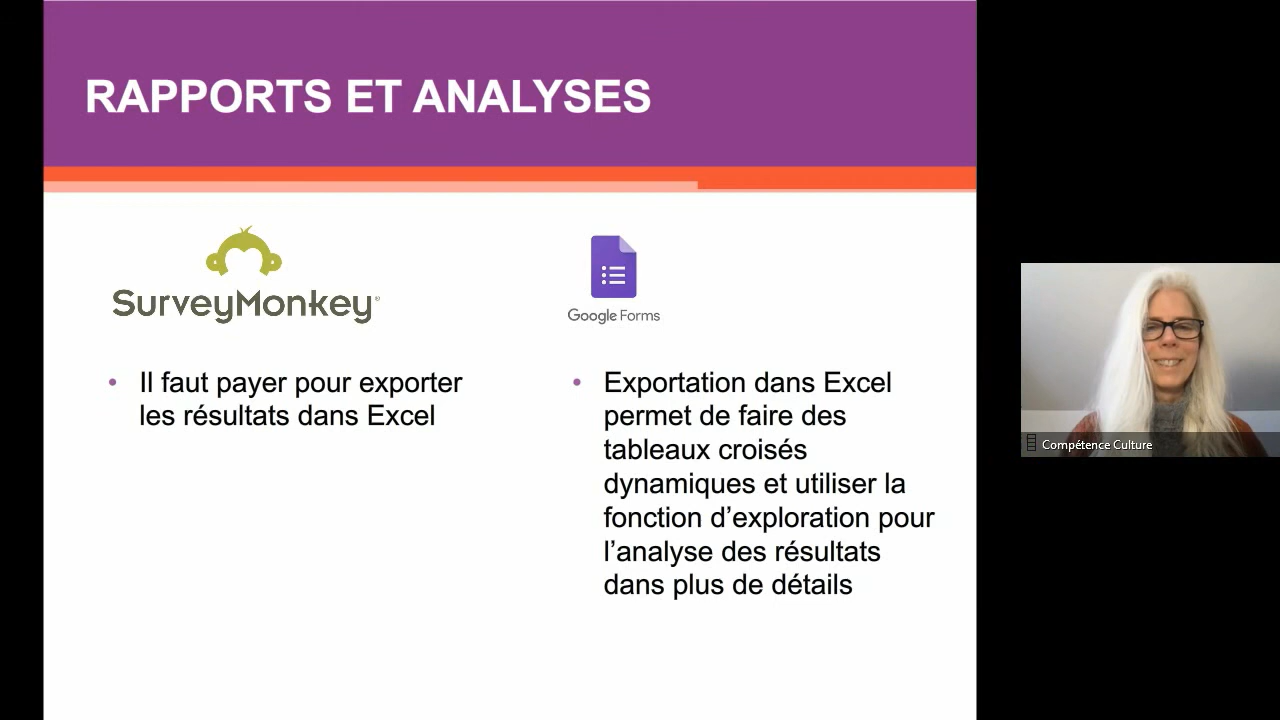 RAPPORTS ET ANALYSES
SurveyMonkey®
Il faut payer pour exporter
les résultats dans Excel
Google Forms
Exportation dans Excel
permet de faire des
tableaux croisés
dynamiques et utiliser la
fonction d’exploration pour
l’analyse des résultats
dans plus de détails
Compétence Culture